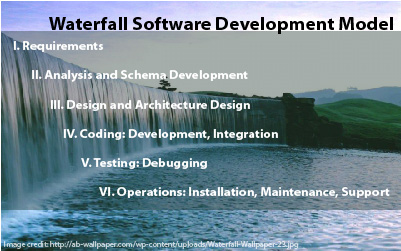 Waterfall Software Development Model
I. Requirements
II. Analysis and Schema Development
III. Design and Architecture Design
IV. Coding: Development, Integration
V. Testing: Debugging
VI. Operations: Installation, Maintenance, Support
Image credit: http://ab-wallpaper.com/wp-content/uploads/Waterfall-Wallpaper-23.jpg